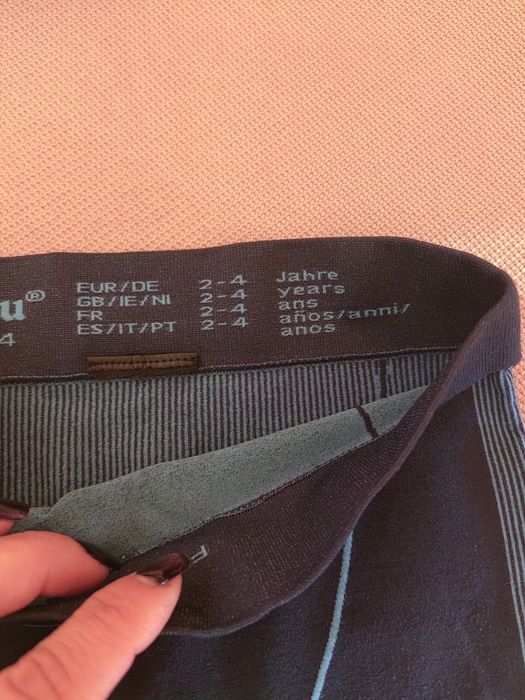 u®
4
EUR/DE 2-4 Jahre
GB/IE/NI 2-4 years
FR 2-4 ans
ES/IT/PT 2-4 años/anni/
anos
F